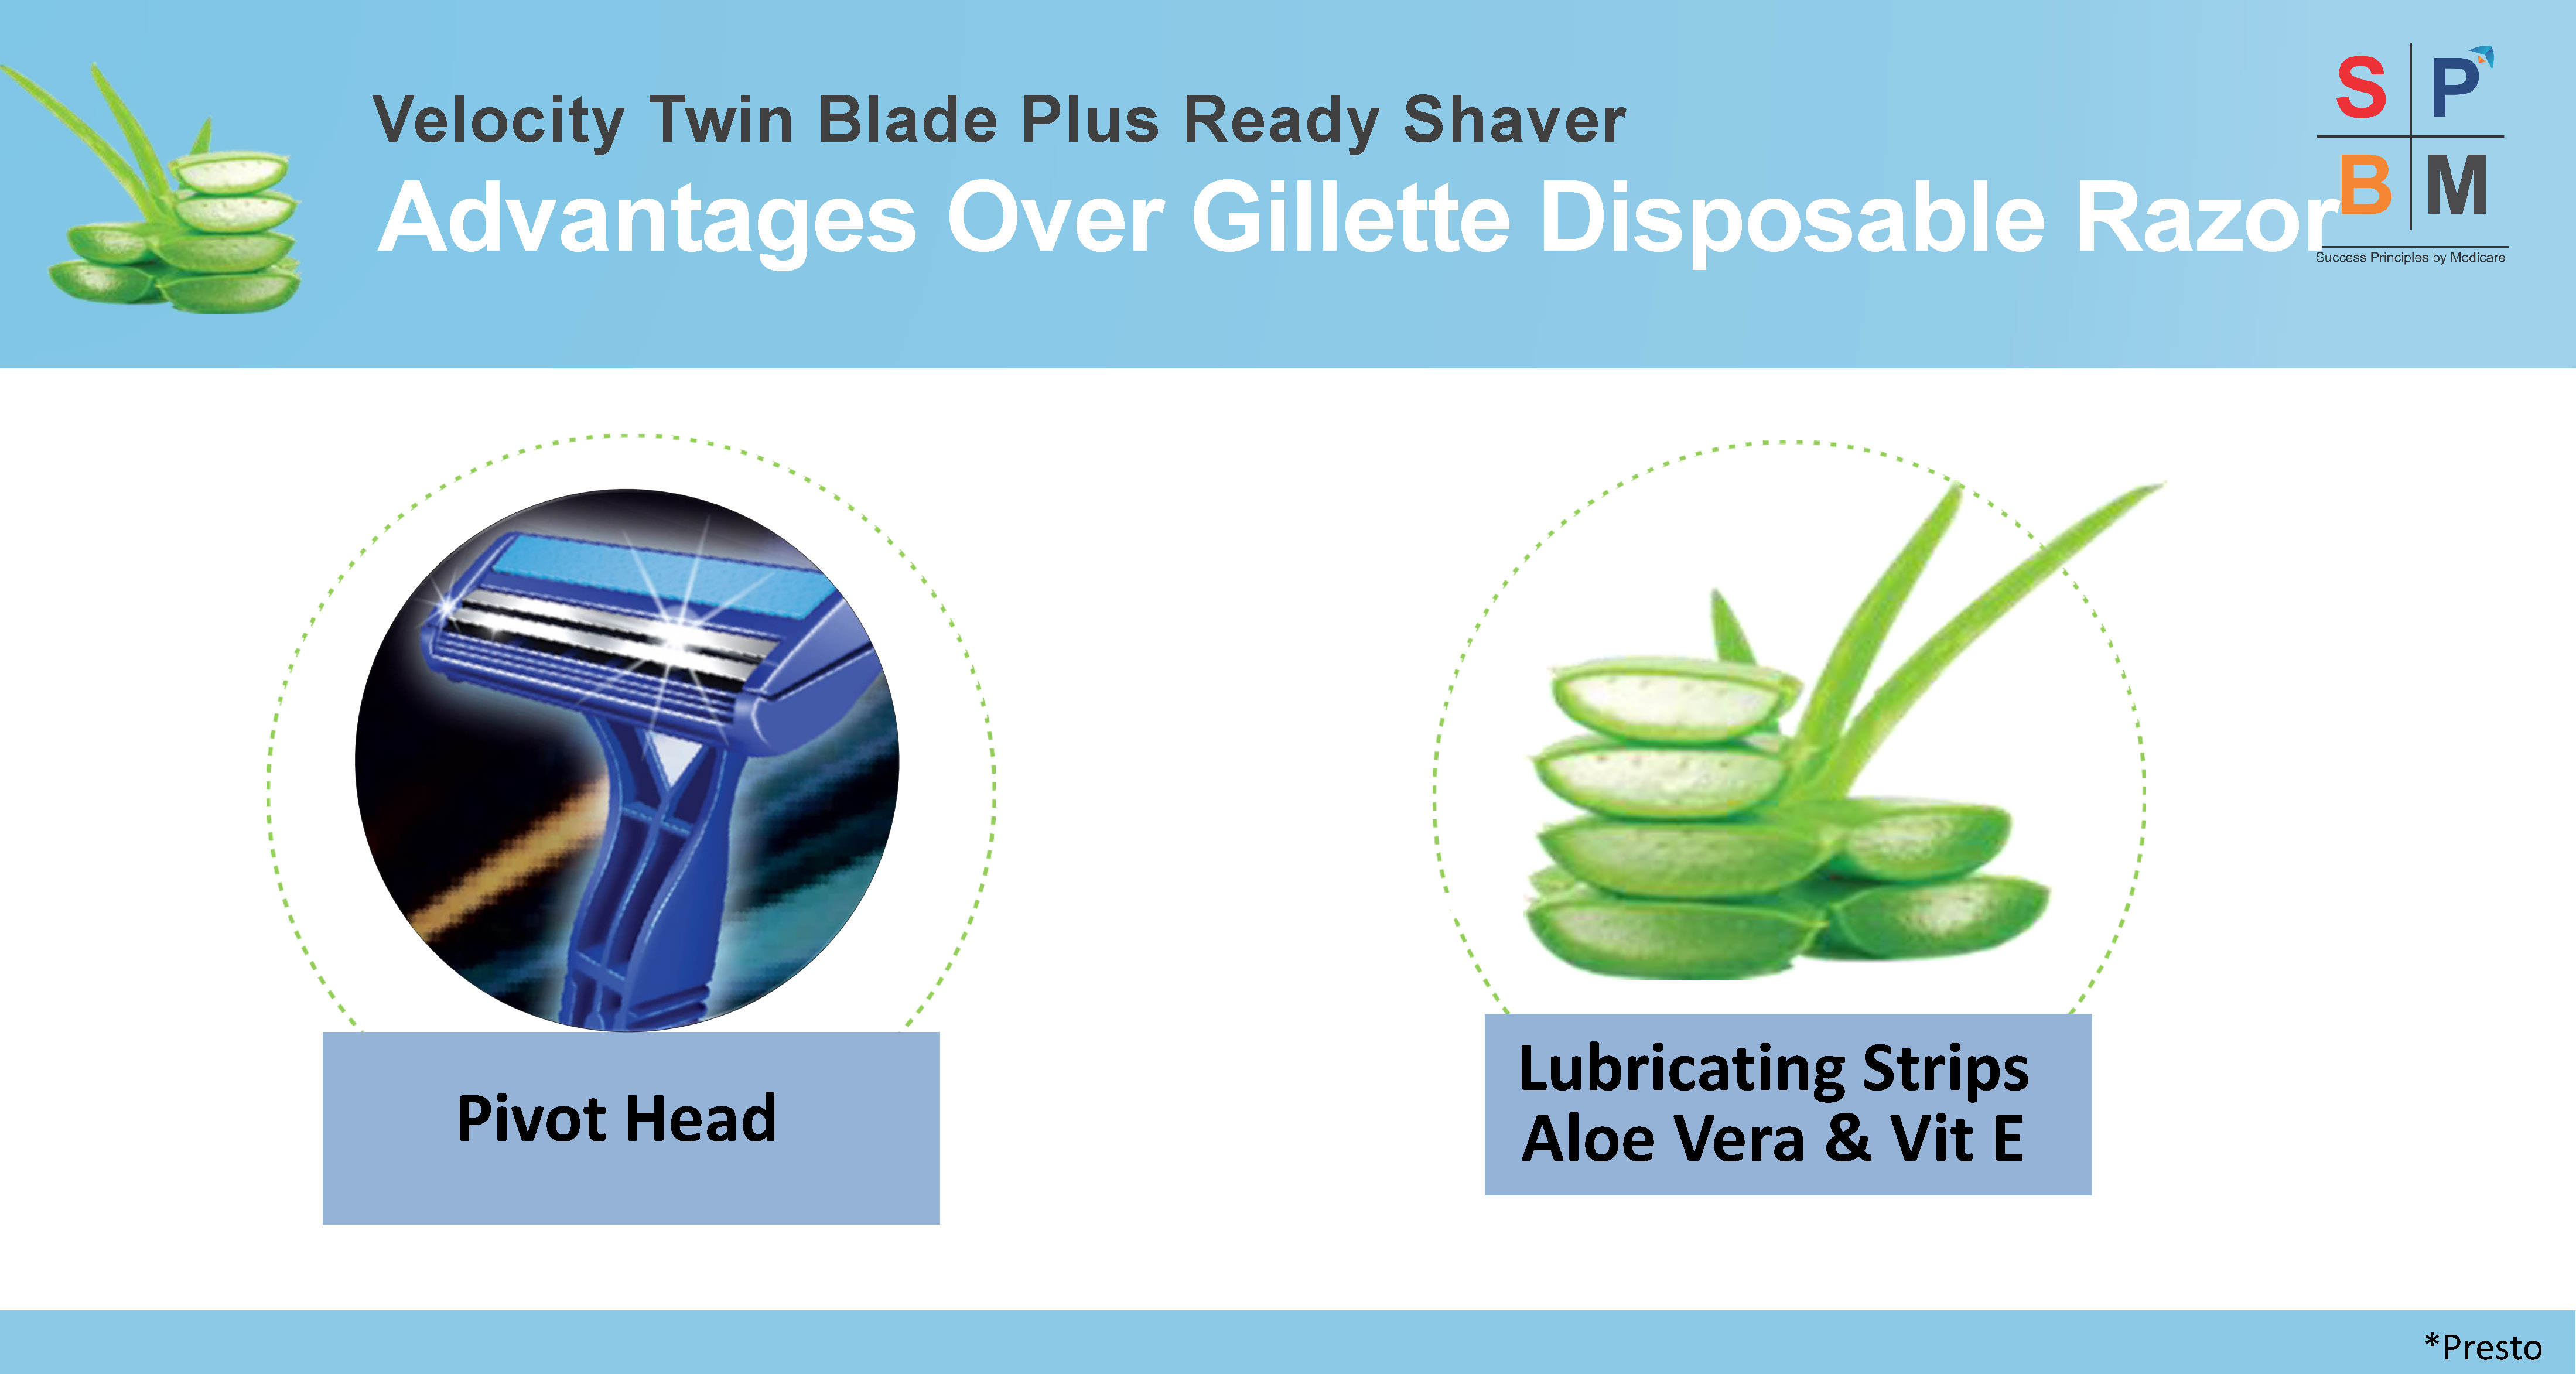 Velocity Twin Blade Plus Ready Shaver
Advantages Over Gillette Disposable Razor
S P
B M
Success Principles by Modicare
Pivot Head
Lubricating Strips
Aloe Vera & Vit E
*Presto